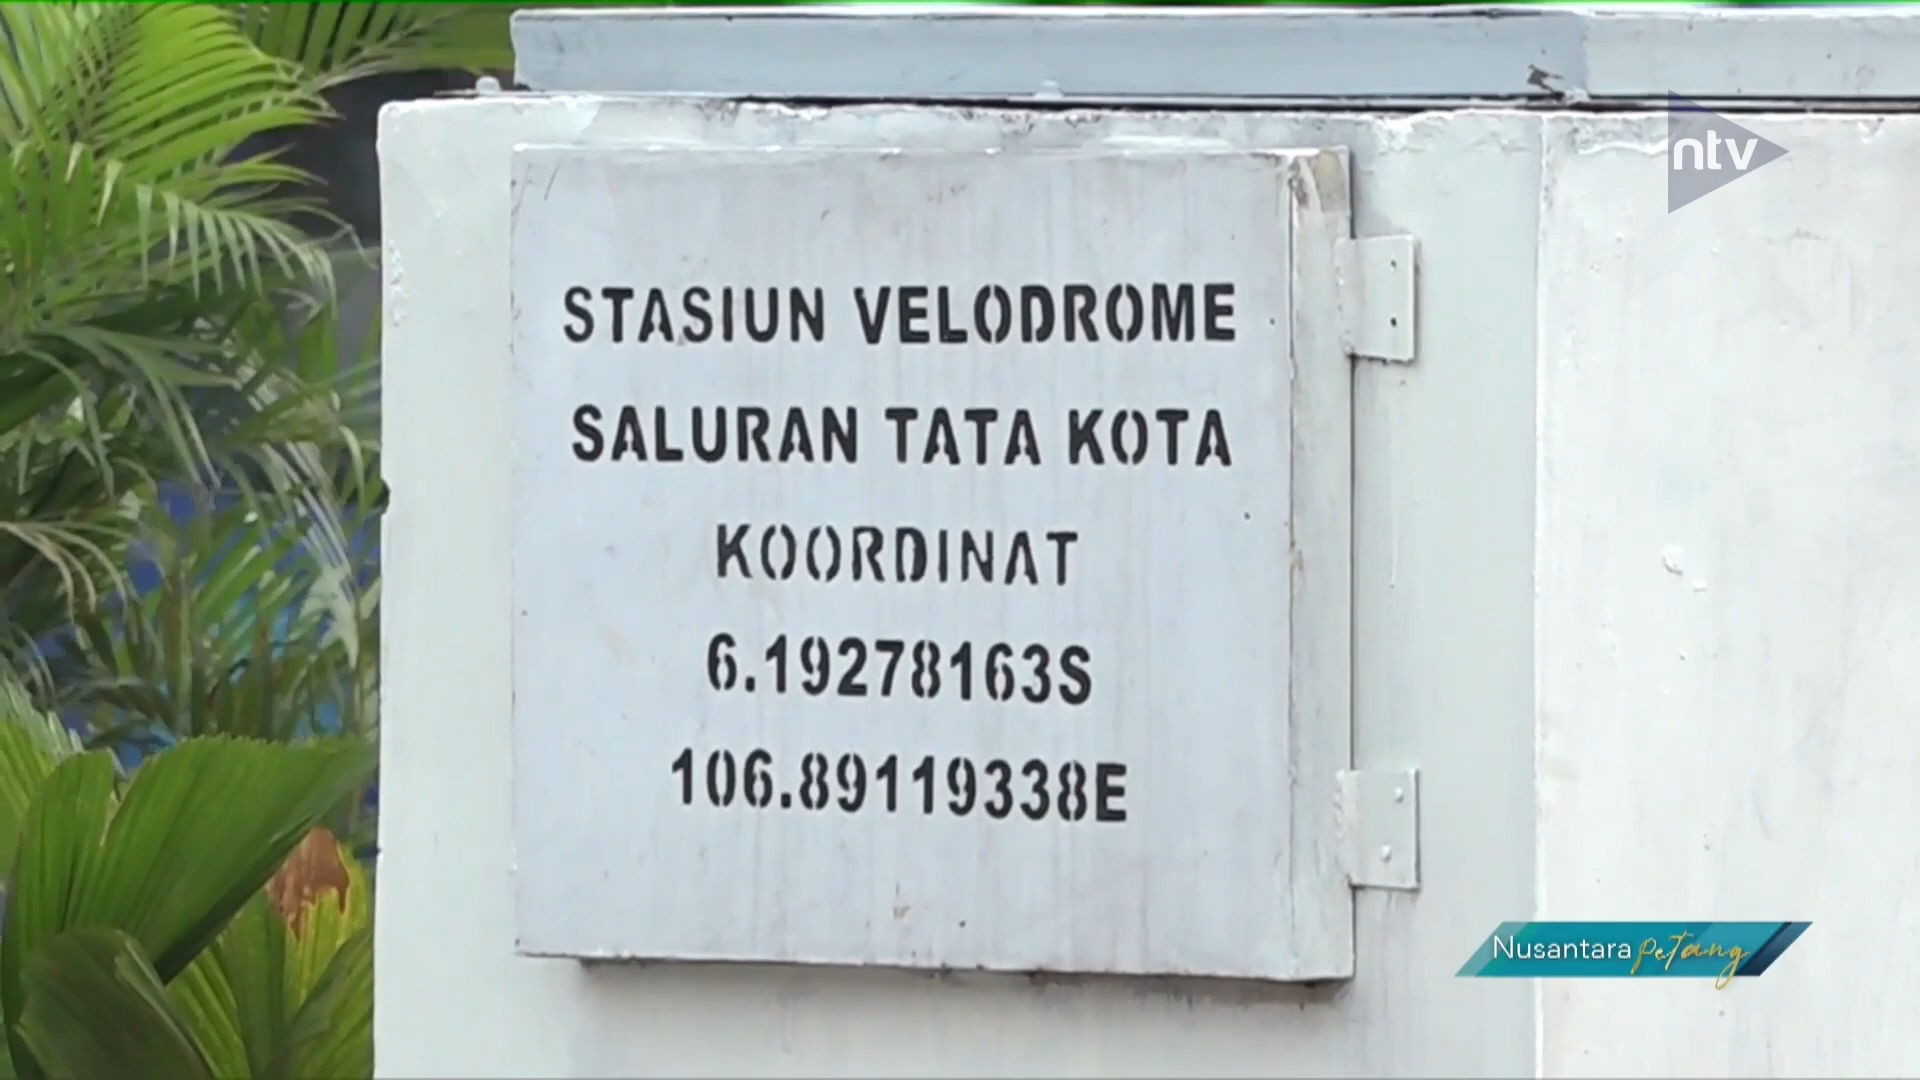 ntv
STASIUN VELODROME
SALURAN TATA KOTA
KOORDINAT
6.19278163S
106.89119338E
Nusantara Petang